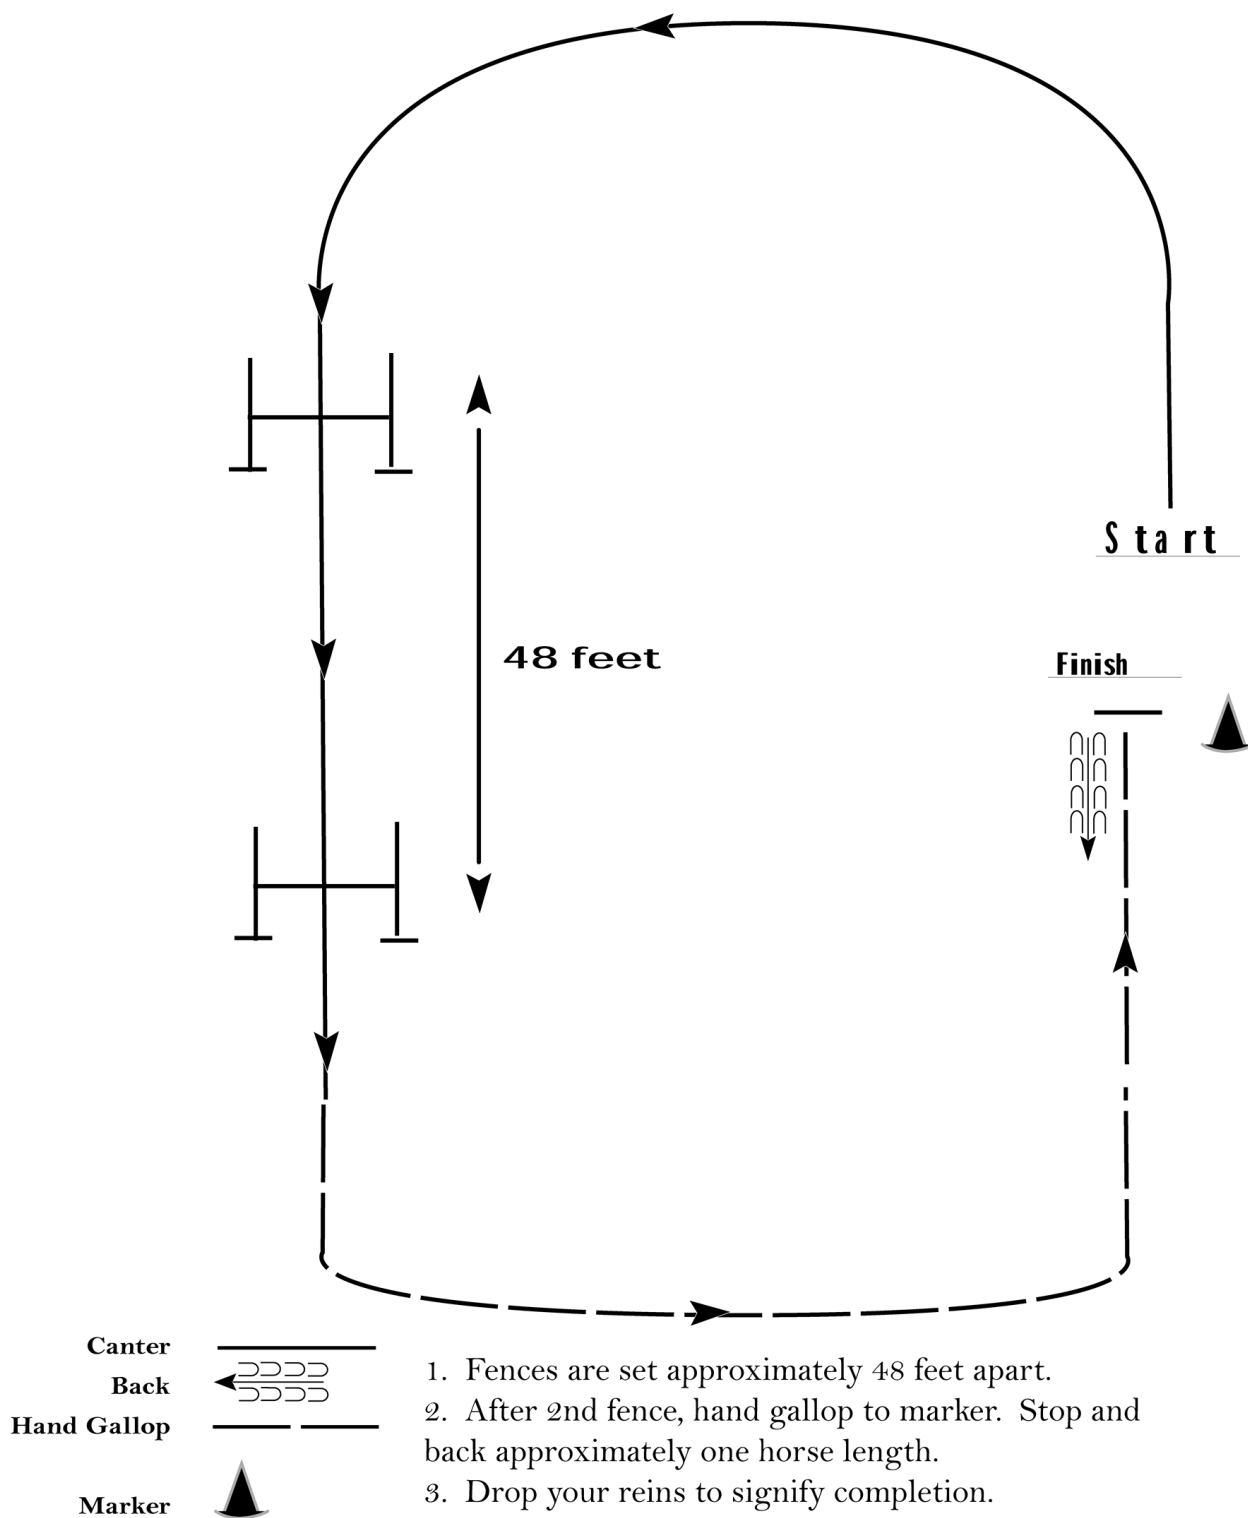 Start
Finish
48 feet
Canter
Back
Hand Gallop
Marker
1. Fences are set approximately 48 feet apart.
2. After 2nd fence, hand gallop to marker. Stop and
back approximately one horse length.
3. Drop your reins to signify completion.